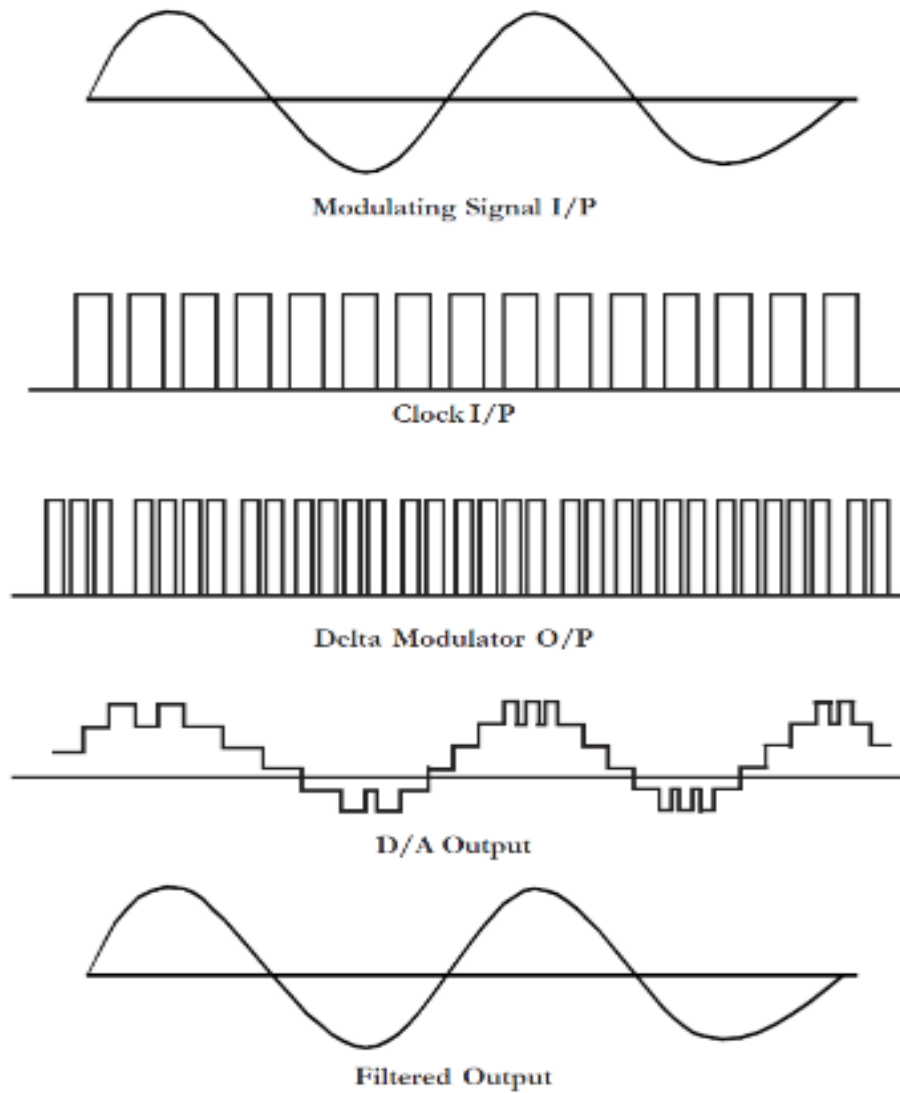 Modulating Signal I/P
Clock I/P
Delta Modulator O/P
D/A Output
Filtered Output